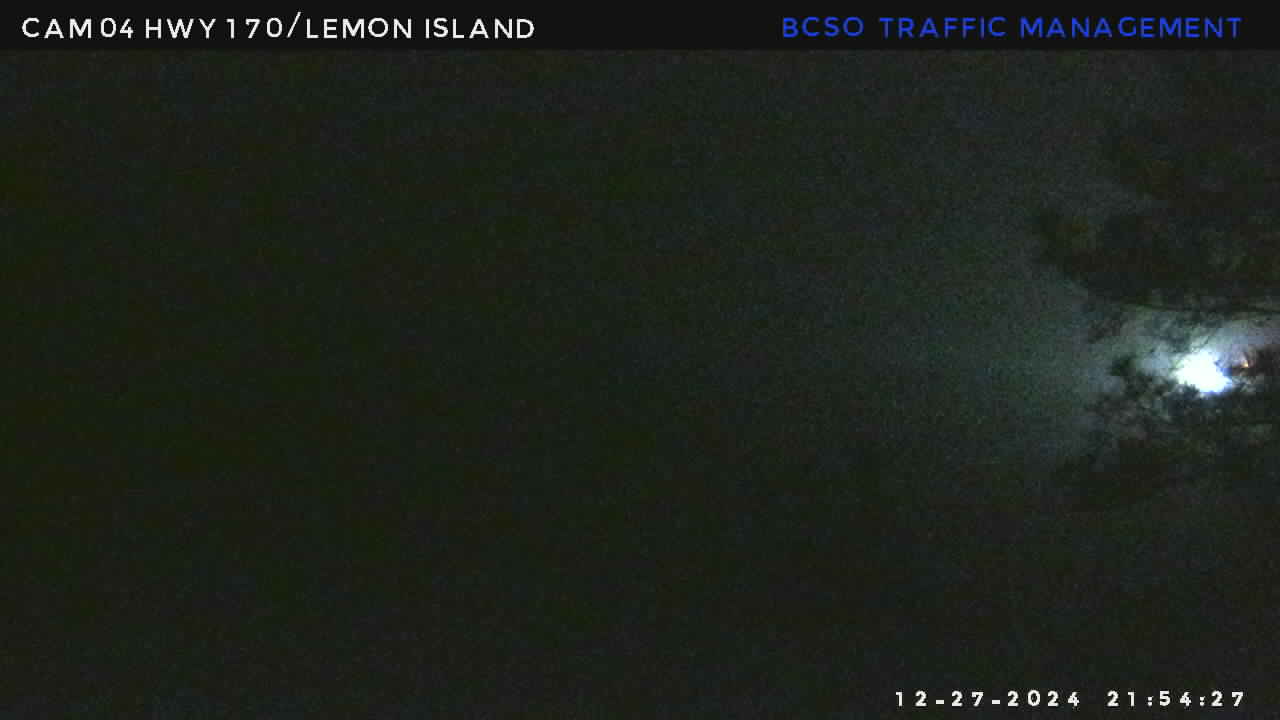 CAM04 HWY 170/LEMON ISLAND
BCSO TRAFFIC MANAGEMENT
12-27-2024 21:54:27